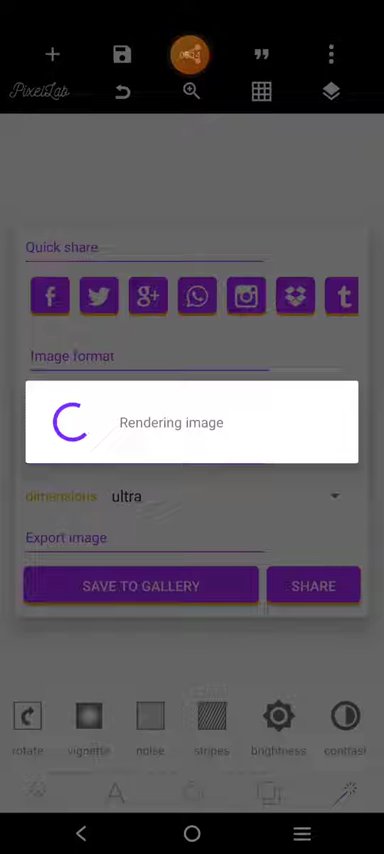 PixelLab
Quick share
Image format
Rendering image
dimensions ultra
Export image
SAVE TO GALLERY SHARE
rotate vignette noise stripes brightness contrast